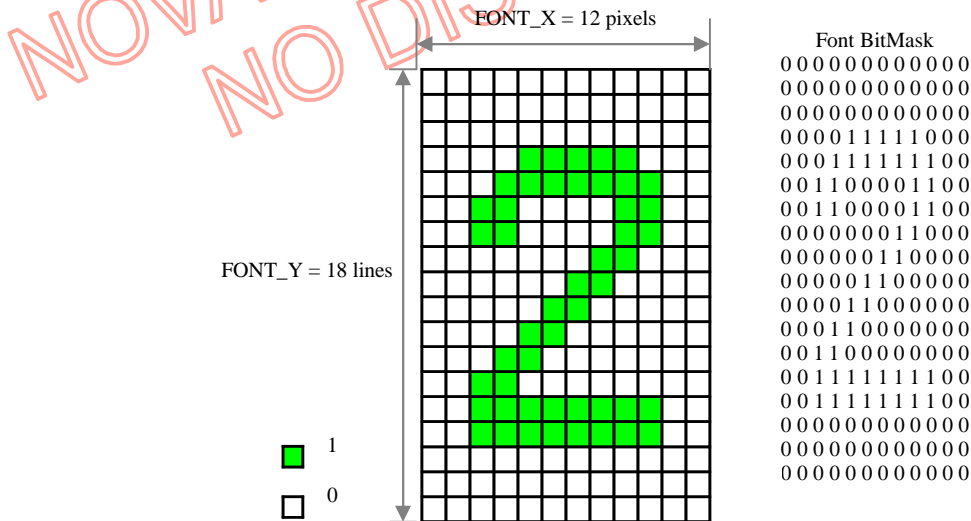 NOVA
NO DIS
FONT_X = 12 pixels
FONT_Y = 18 lines
1
0
Font BitMask
0 0 0 0 0 0 0 0 0 0 0 0
0 0 0 0 0 0 0 0 0 0 0 0
0 0 0 0 0 0 0 0 0 0 0 0
0 0 0 0 1 1 1 1 1 0 0 0
0 0 0 1 1 1 1 1 1 1 0 0
0 0 1 1 0 0 0 0 1 1 0 0
0 0 1 1 0 0 0 0 1 1 0 0
0 0 0 0 0 0 0 1 1 0 0 0
0 0 0 0 0 0 1 1 0 0 0 0
0 0 0 0 0 1 1 0 0 0 0 0
0 0 0 0 1 1 0 0 0 0 0 0
0 0 0 1 1 0 0 0 0 0 0 0
0 0 1 1 0 0 0 0 0 0 0 0
0 0 1 1 1 1 1 1 1 1 0 0
0 0 1 1 1 1 1 1 1 1 0 0
0 0 0 0 0 0 0 0 0 0 0 0
0 0 0 0 0 0 0 0 0 0 0 0
0 0 0 0 0 0 0 0 0 0 0 0